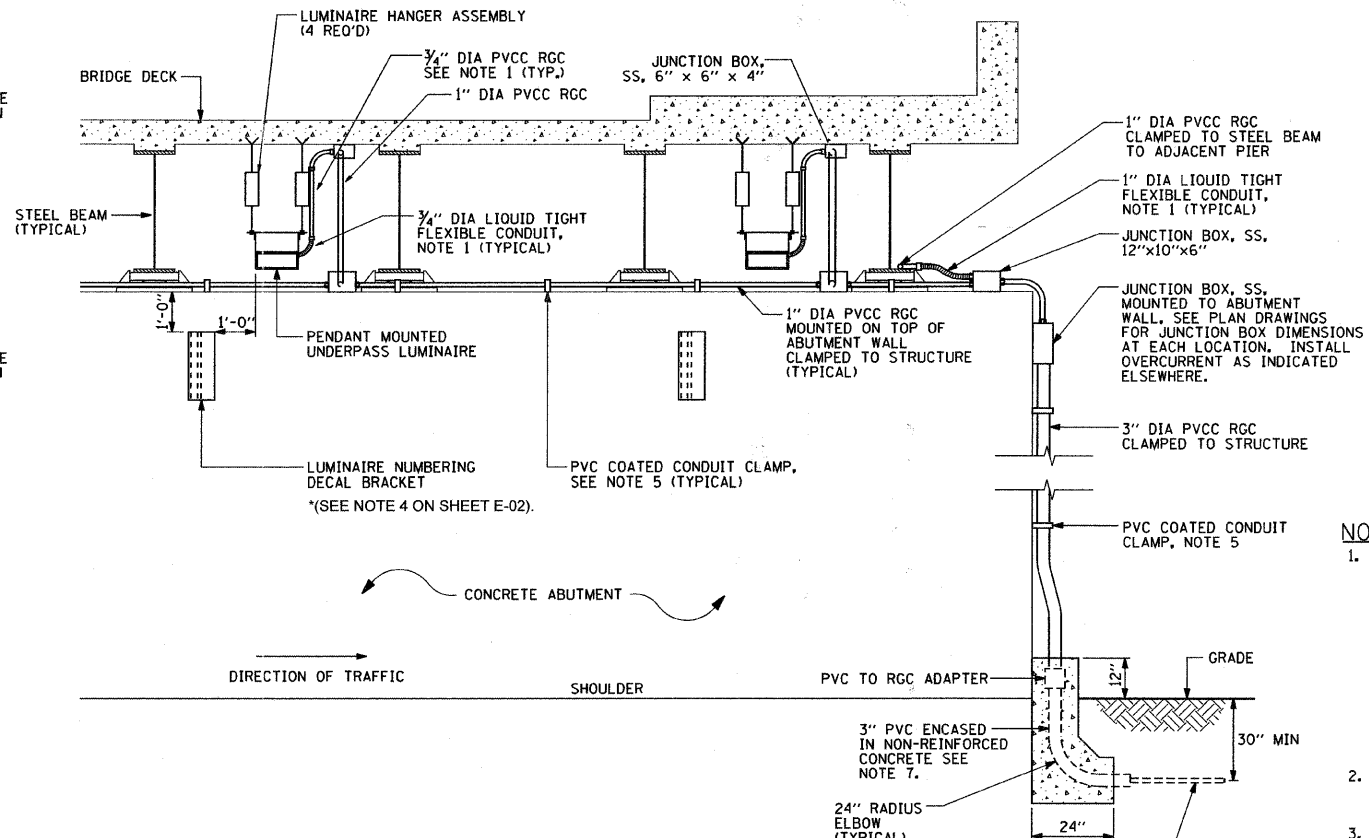 LUMINAIRE HANGER ASSEMBLY
(4 REQ'D)
3/4" DIA PVCC RGC
SEE NOTE 1 (TYP.)
1" DIA PVCC RGC
BRIDGE DECK
JUNCTION BOX,
SS, 6" x 6" x 4"
1" DIA PVCC RGC
CLAMPED TO STEEL BEAM
TO ADJACENT PIER
1" DIA LIQUID TIGHT
FLEXIBLE CONDUIT,
NOTE 1 (TYPICAL)
JUNCTION BOX, SS,
12"x10"x6"
JUNCTION BOX, SS,
MOUNTED TO ABUTMENT
WALL. SEE PLAN DRAWINGS
FOR JUNCTION BOX DIMENSIONS
AT EACH LOCATION. INSTALL
OVERCURRENT AS INDICATED
ELSEWHERE.
STEEL BEAM
(TYPICAL)
3/4" DIA LIQUID TIGHT
FLEXIBLE CONDUIT,
NOTE 1 (TYPICAL)
1'-0"
1'-0"
PENDANT MOUNTED
UNDERPASS LUMINAIRE
1" DIA PVCC RGC
MOUNTED ON TOP OF
ABUTMENT WALL
CLAMPED TO STRUCTURE
(TYPICAL)
3" DIA PVCC RGC
CLAMPED TO STRUCTURE
LUMINAIRE NUMBERING
DECAL BRACKET
*(SEE NOTE 4 ON SHEET E-02).
PVC COATED CONDUIT CLAMP,
SEE NOTE 5 (TYPICAL)
PVC COATED CONDUIT
CLAMP, NOTE 5
NO
1.
CONCRETE ABUTMENT
DIRECTION OF TRAFFIC
SHOULDER
PVC TO RGC ADAPTER
12"
GRADE
3" PVC ENCASED
IN NON-REINFORCED
CONCRETE SEE
NOTE 7.
30" MIN
2.
24" RADIUS
ELBOW
(TYPICAL)
24"
3.